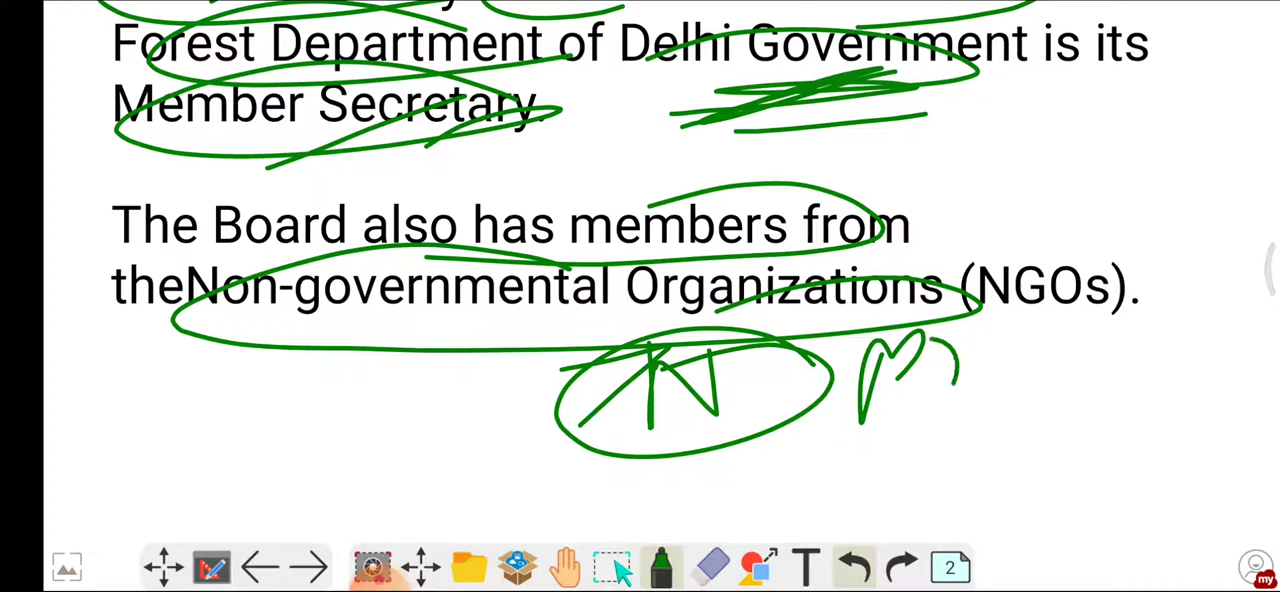 Forest Department of Delhi Government is its
Member Secretary.
The Board also has members from
theNon-governmental Organizations (NGOs).
T
2
my